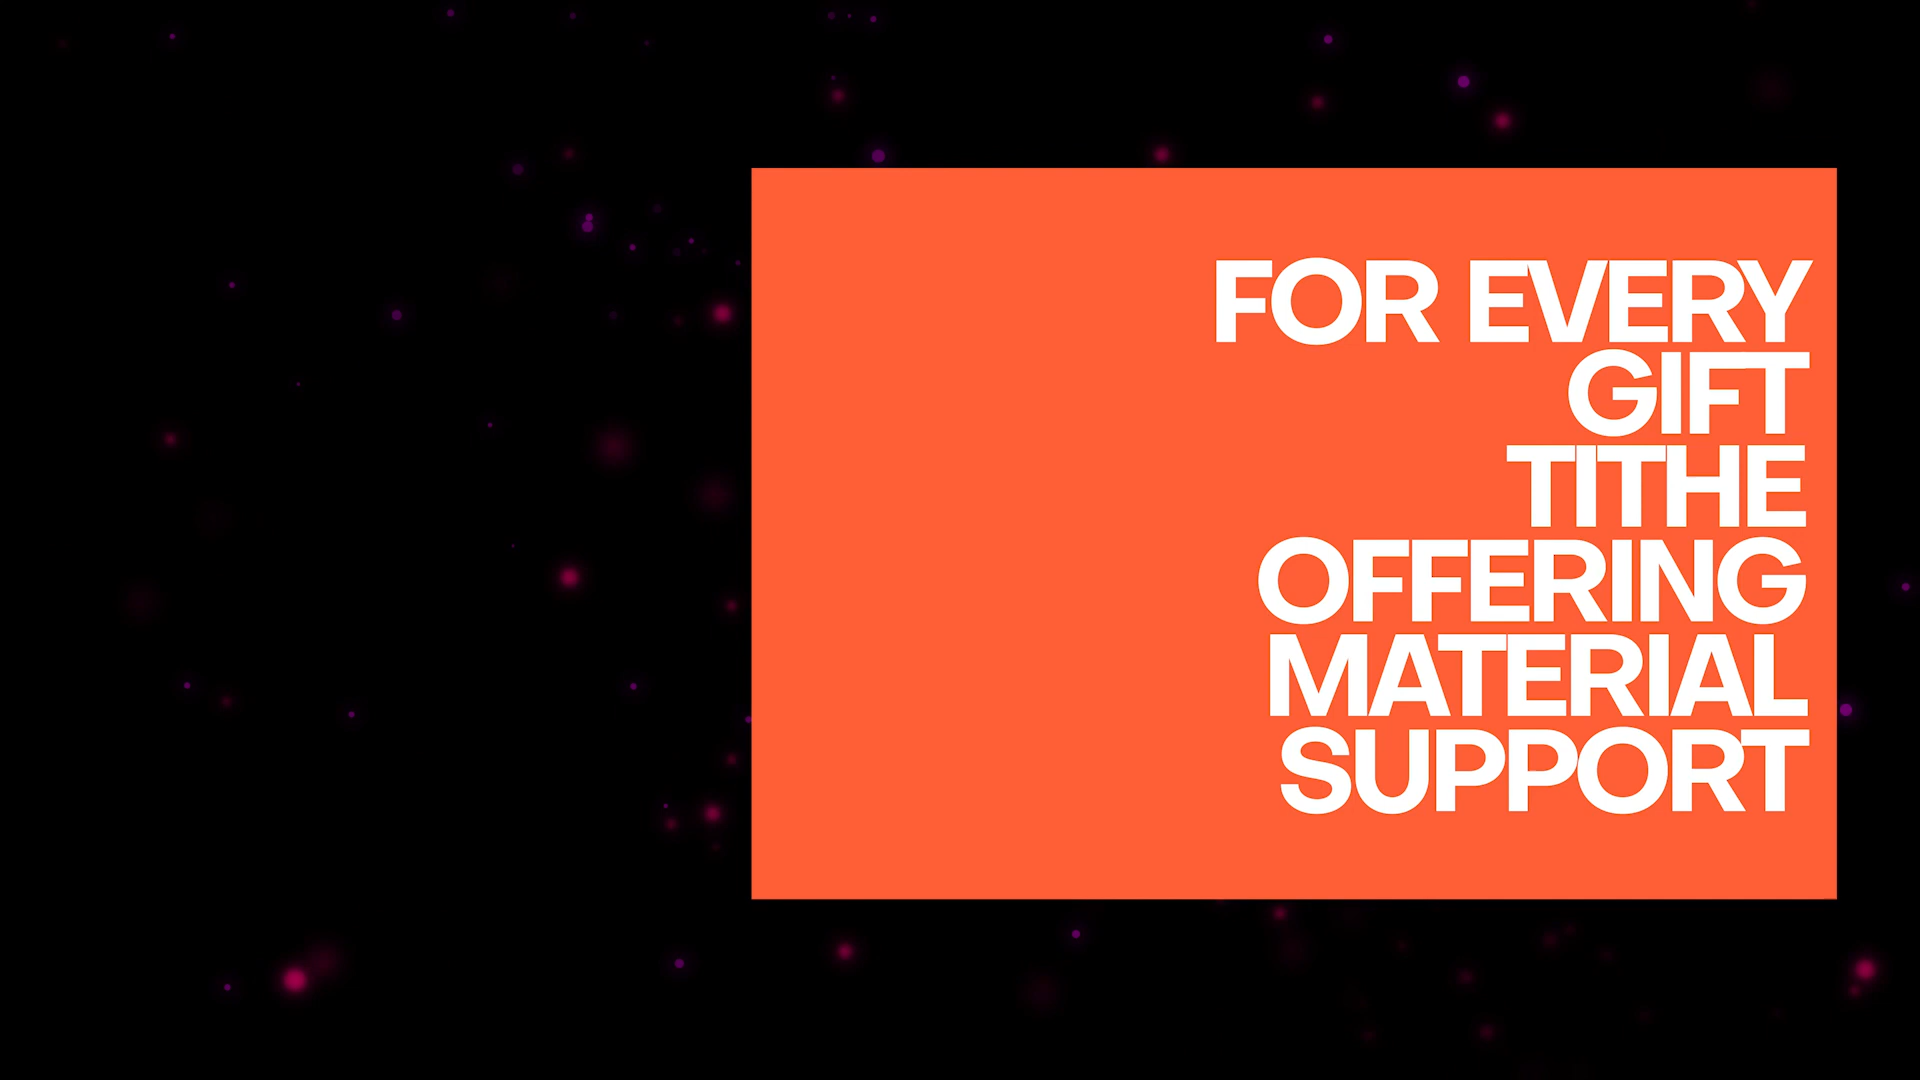 FOR EVERY
GIFT
TITHE
OFFERING
MATERIAL
SUPPORT